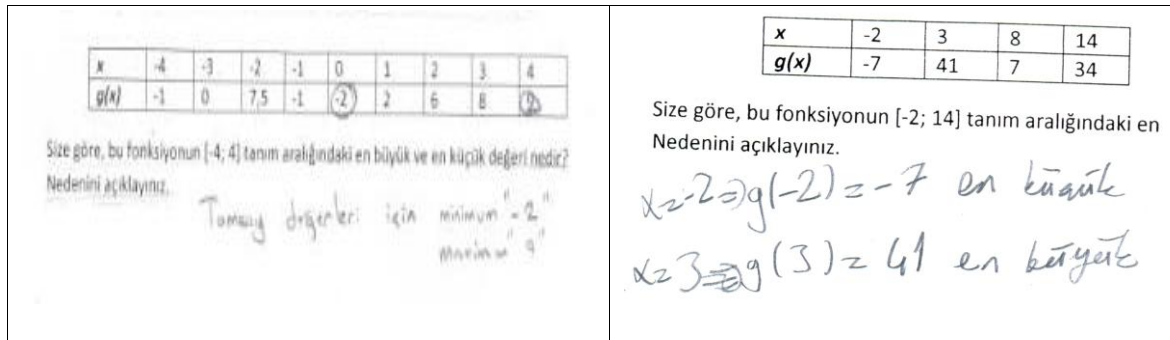 x -4 -3 -2 -1 0 1 2 3 4
g(x) -1 0 7,5 -1 -2 2 6 8 9
Size göre, bu fonksiyonun [-4; 4] tanım aralığındaki en büyük ve en küçük değeri nedir?
Nedenini açıklayınız.
Tamsayı değerleri için minimum "-2"
"9"
x -2 3 8 14
g(x) -7 41 7 34
Size göre, bu fonksiyonun [-2; 14] tanım aralığındaki en
Nedenini açıklayınız.
x=-2⇒g(-2)=-7 en küçük
x=3⇒g(3)=41 en büyük